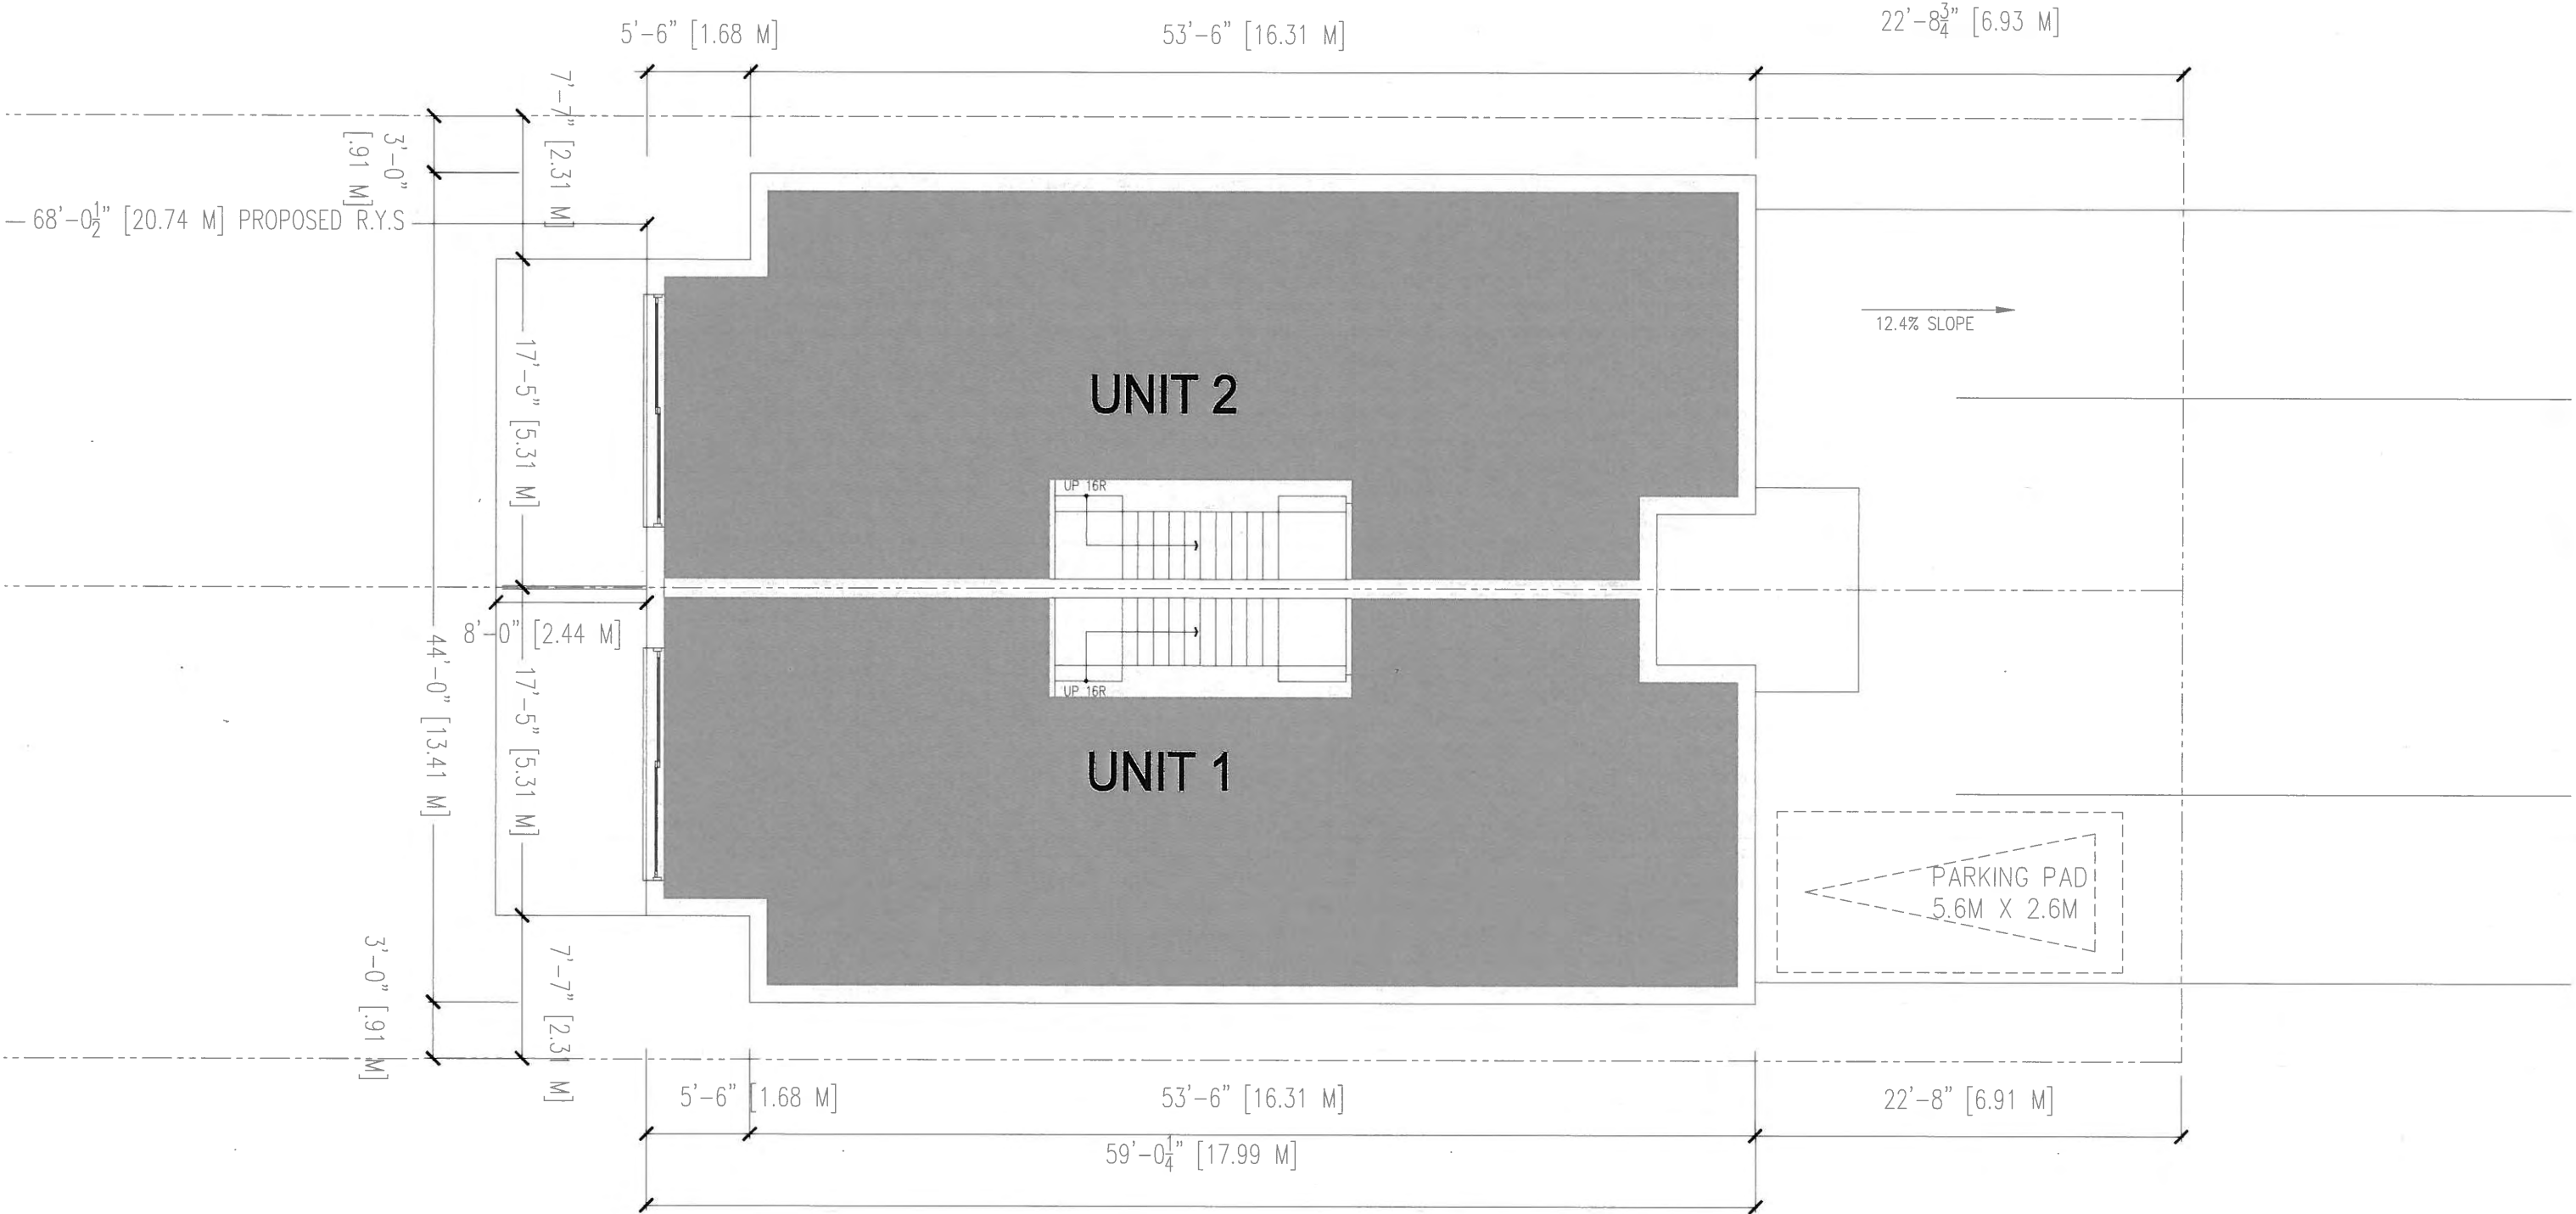 5'-6" [1.68 M]
53'-6" [16.31 M]
22'-8¾" [6.93 M]
7'-7" [2.31 M]
3'-0"
[.91 M]
68'-0½" [20.74 M] PROPOSED R.Y.S
12.4% SLOPE
17'-5" [5.31 M]
UNIT 2
UP 16R
8'-0" [2.44 M]
44'-0" [13.41 M]
17'-5" [5.31 M]
UP 16R
UNIT 1
PARKING PAD
5.6M X 2.6M
3'-0" [.91 M]
7'-7" [2.31 M]
5'-6" [1.68 M]
53'-6" [16.31 M]
22'-8" [6.91 M]
59'-0¼" [17.99 M]